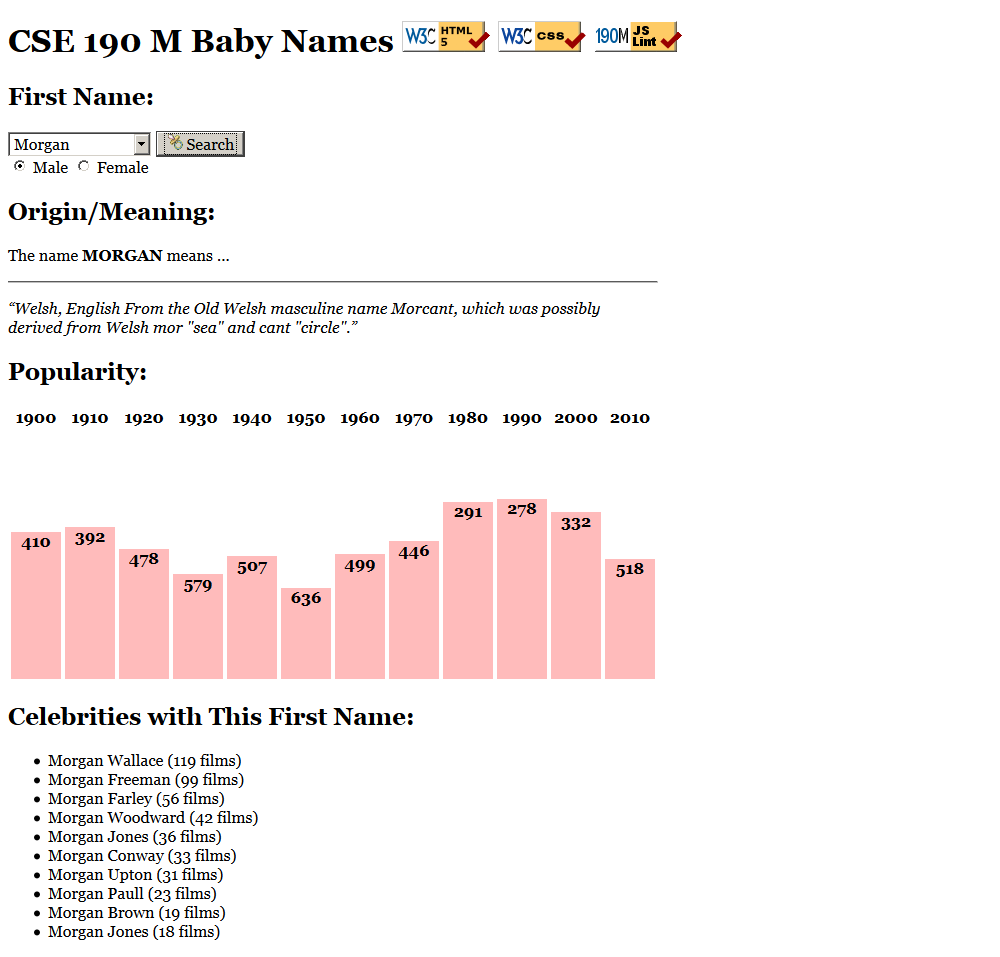 CSE 190 M Baby Names W3C HTML 5 W3C css 190M JS Lint
First Name:
Morgan Search
Male Female
Origin/Meaning:
The name MORGAN means ...
“Welsh, English From the Old Welsh masculine name Morcant, which was possibly
derived from Welsh mor "sea" and cant "circle".”
Popularity:
1900 1910 1920 1930 1940 1950 1960 1970 1980 1990 2000 2010
410 392 478 579 507 636 499 446 291 278 332 518
Celebrities with This First Name:
• Morgan Wallace (119 films)
• Morgan Freeman (99 films)
• Morgan Farley (56 films)
• Morgan Woodward (42 films)
• Morgan Jones (36 films)
• Morgan Conway (33 films)
• Morgan Upton (31 films)
• Morgan Paull (23 films)
• Morgan Brown (19 films)
• Morgan Jones (18 films)